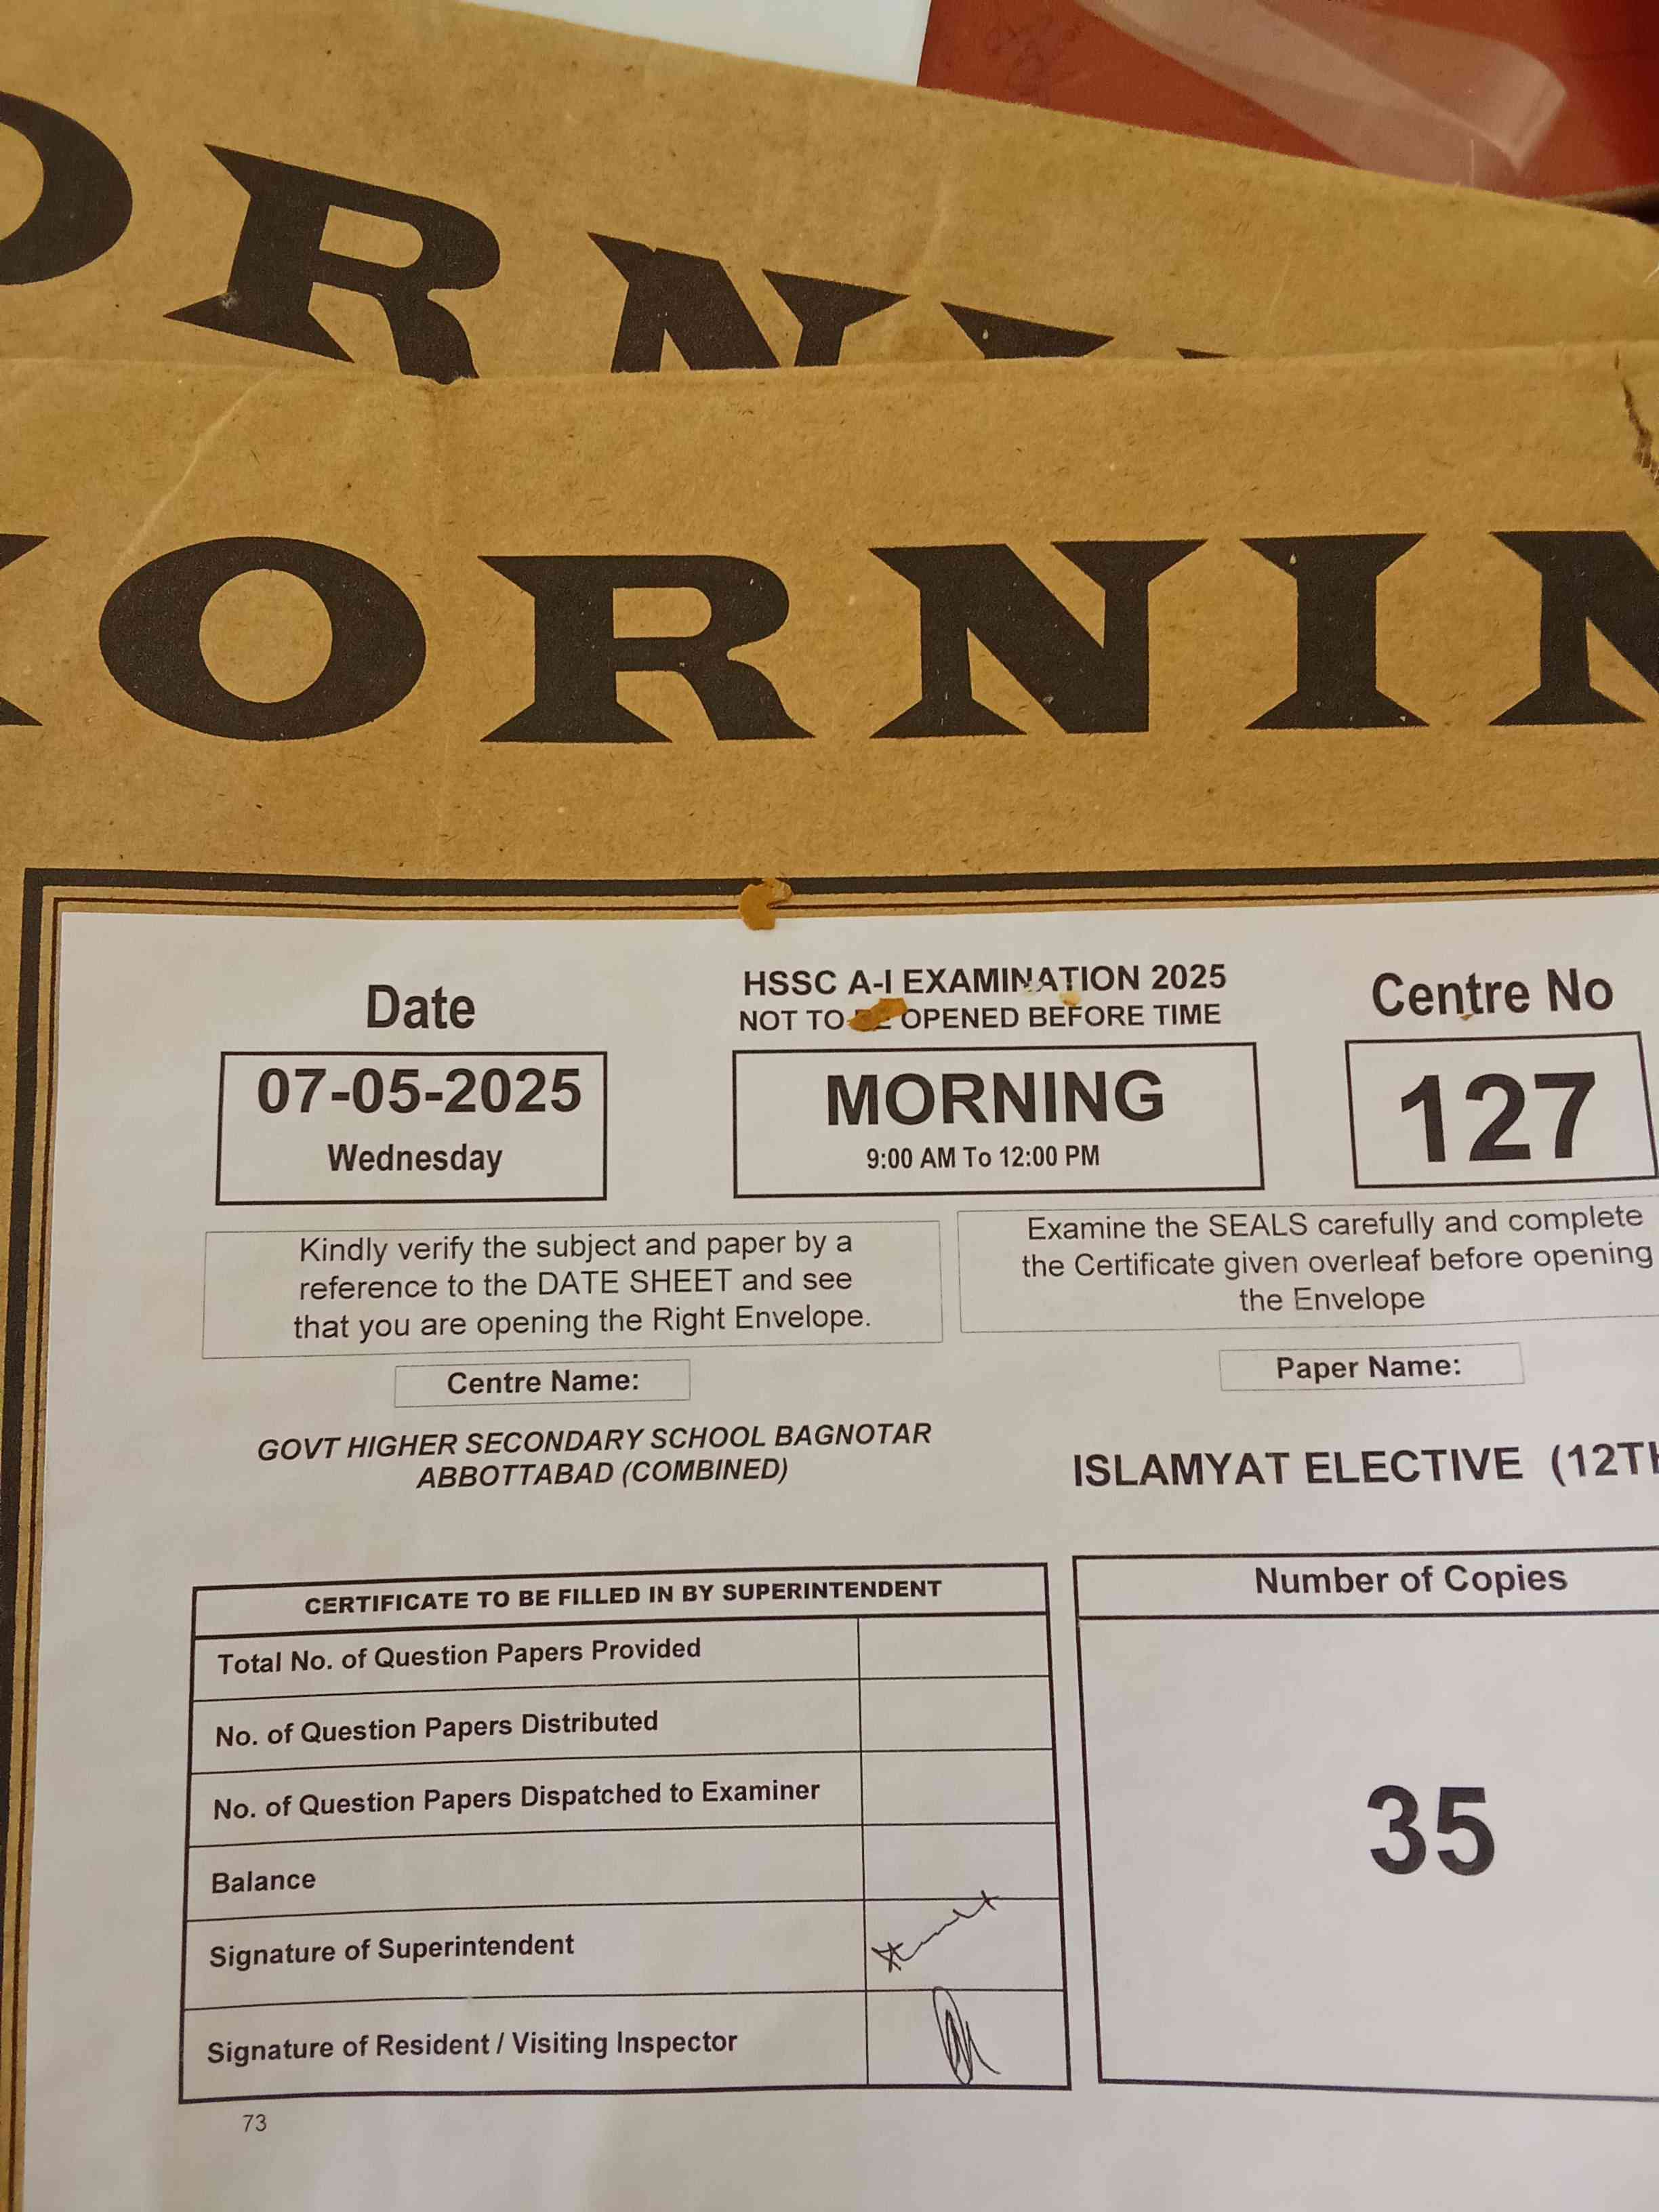 ORN
ORNIN
Date
07-05-2025
Wednesday
HSSC A-I EXAMINATION 2025
NOT TO BE OPENED BEFORE TIME
MORNING
9:00 AM To 12:00 PM
Centre No
127
Kindly verify the subject and paper by a
reference to the DATE SHEET and see
that you are opening the Right Envelope.
Examine the SEALS carefully and complete
the Certificate given overleaf before opening
the Envelope
Centre Name:
GOVT HIGHER SECONDARY SCHOOL BAGNOTAR
ABBOTTABAD (COMBINED)
Paper Name:
ISLAMYAT ELECTIVE (12TH
CERTIFICATE TO BE FILLED IN BY SUPERINTENDENT
Total No. of Question Papers Provided
No. of Question Papers Distributed
No. of Question Papers Dispatched to Examiner
Balance
Signature of Superintendent
Signature of Resident / Visiting Inspector
Number of Copies
35
73